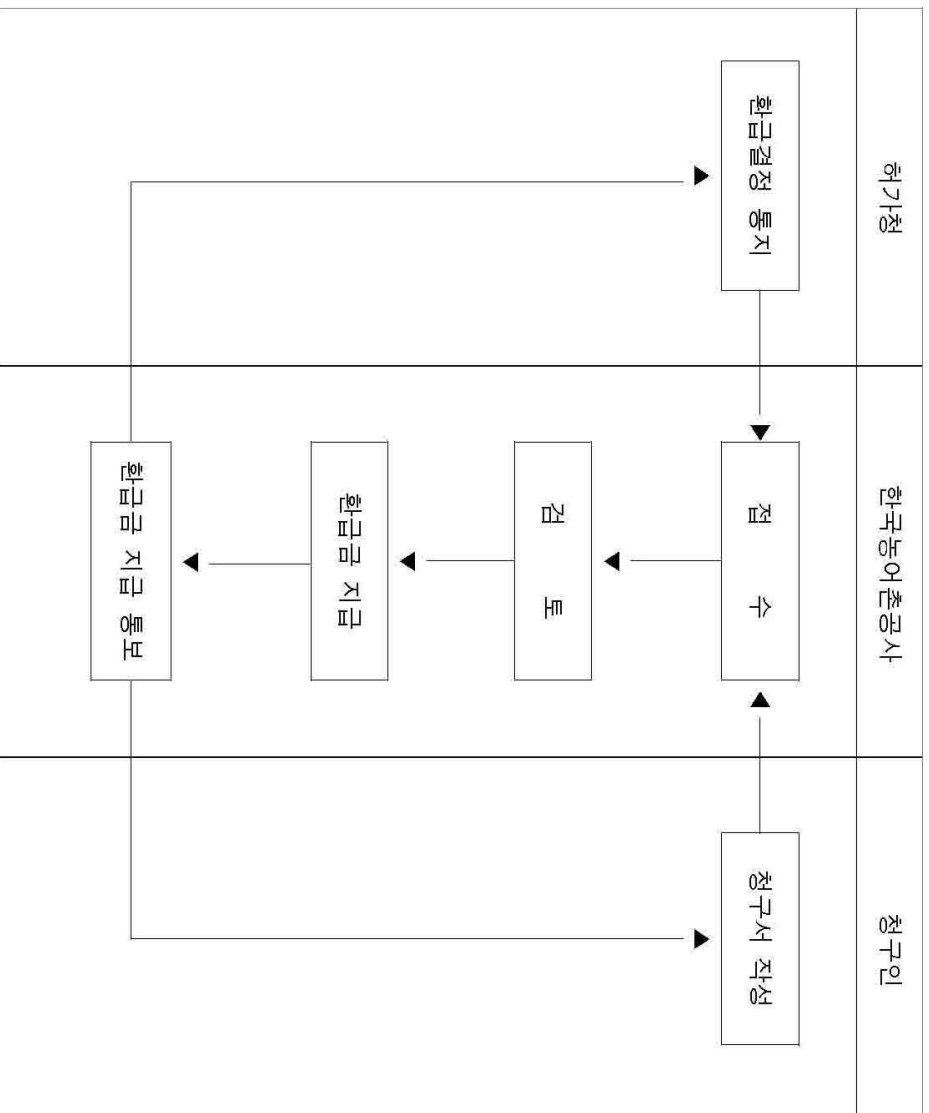 허가청
한국농어촌공사
청구인
환급결정 통지
접 수
청구서 작성
검 토
환급금 지급
환급금 지급 통보